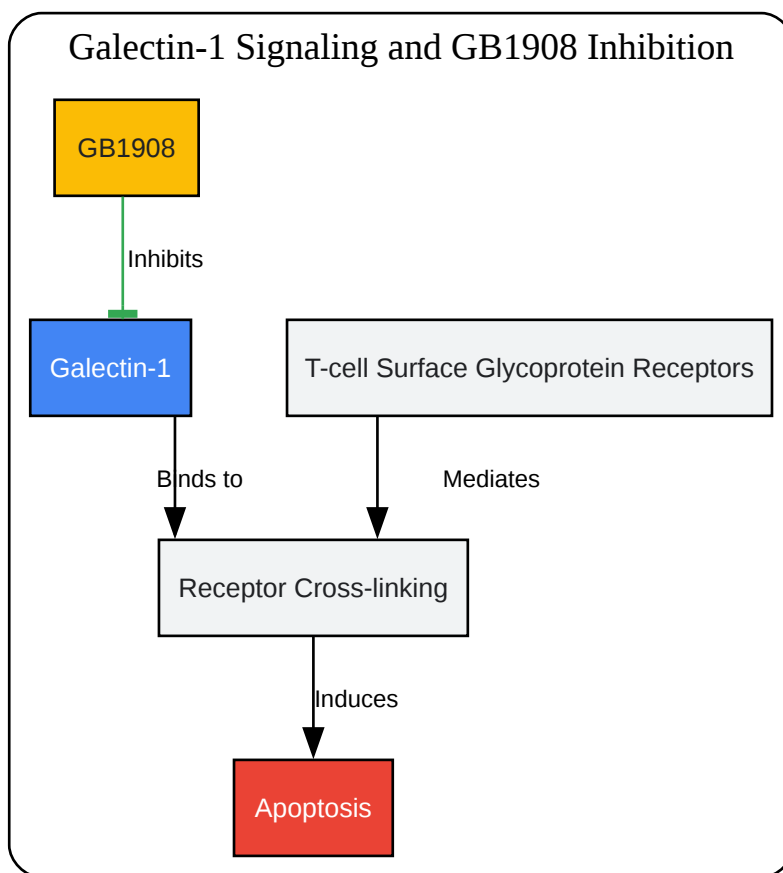 Galectin-1 Signaling and GB1908 Inhibition
GB1908
Inhibits
Galectin-1
T-cell Surface Glycoprotein Receptors
Binds to
Mediates
Receptor Cross-linking
Induces
Apoptosis